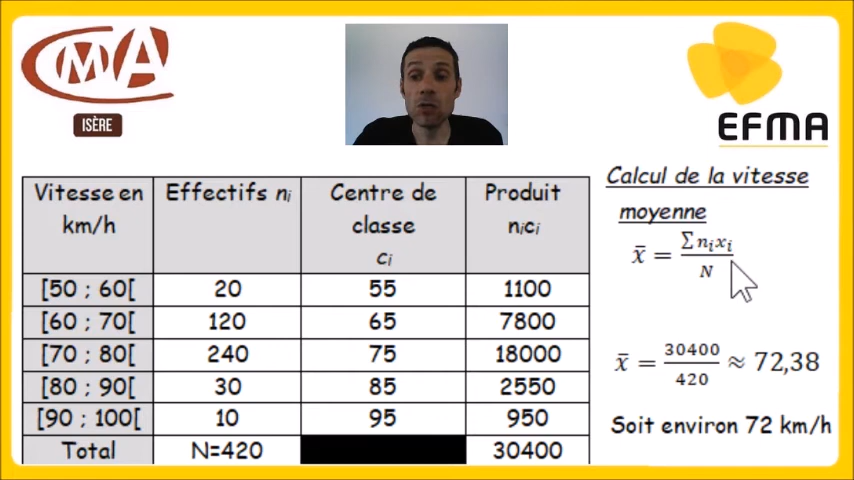 CMA
ISÈRE
EFMA
Vitesse en km/h Effectifs nᵢ Centre de classe cᵢ Produit nᵢcᵢ
[50 ; 60[ 20 55 1100
[60 ; 70[ 120 65 7800
[70 ; 80[ 240 75 18000
[80 ; 90[ 30 85 2550
[90 ; 100[ 10 95 950
Total N=420 30400
Calcul de la vitesse
moyenne
x̄ = ∑nᵢxᵢ / N
x̄ = 30400 / 420 ≈ 72,38
Soit environ 72 km/h